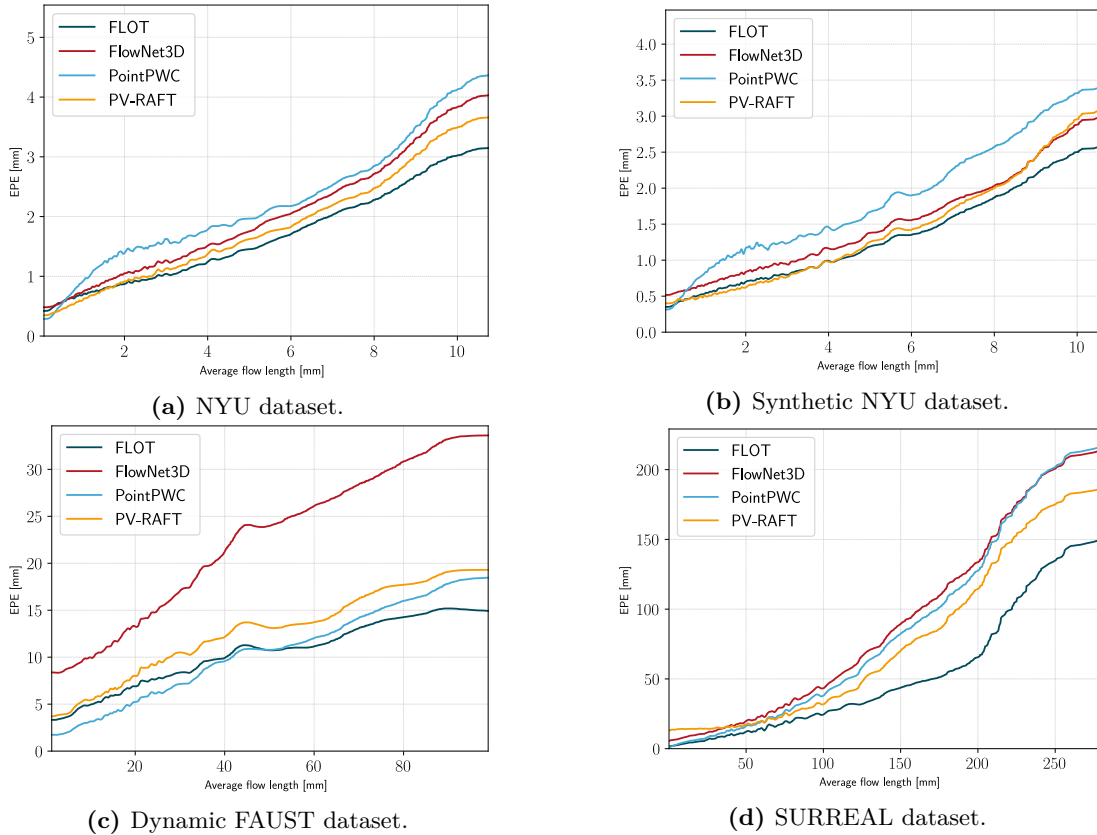 FLOT
FlowNet3D
PointPWC
PV-RAFT
EPE [mm]
5
4
3
2
1
0
2 4 6 8 10
Average flow length [mm]
(a) NYU dataset.
FLOT
FlowNet3D
PointPWC
PV-RAFT
EPE [mm]
4.0
3.5
3.0
2.5
2.0
1.5
1.0
0.5
0.0
2 4 6 8 10
Average flow length [mm]
(b) Synthetic NYU dataset.
FLOT
FlowNet3D
PointPWC
PV-RAFT
EPE [mm]
30
25
20
15
10
5
0
20 40 60 80
Average flow length [mm]
(c) Dynamic FAUST dataset.
FLOT
FlowNet3D
PointPWC
PV-RAFT
EPE [mm]
200
150
100
50
0
50 100 150 200 250
Average flow length [mm]
(d) SURREAL dataset.